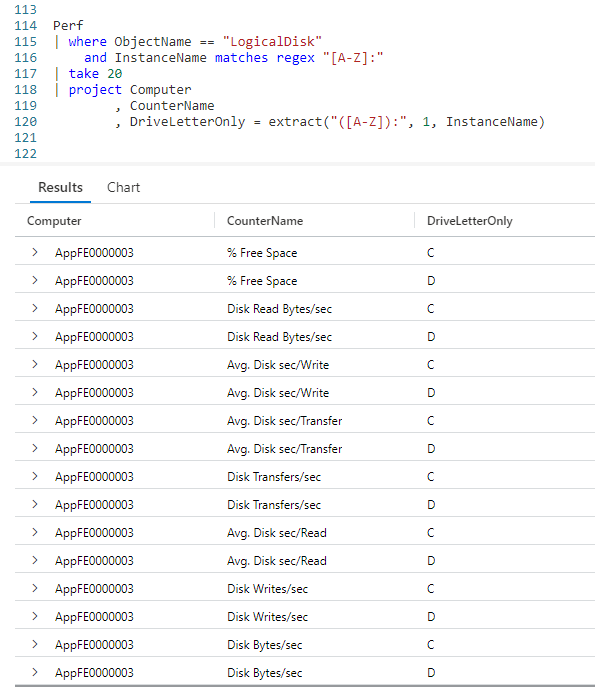 113
114 Perf
115 | where ObjectName == "LogicalDisk"
116     and InstanceName matches regex "[A-Z]:"
117 | take 20
118 | project Computer
119         , CounterName
120         , DriveLetterOnly = extract("([A-Z]):", 1, InstanceName)
121
122
Results Chart
Computer CounterName DriveLetterOnly
> AppFE0000003 % Free Space C
> AppFE0000003 % Free Space D
> AppFE0000003 Disk Read Bytes/sec C
> AppFE0000003 Disk Read Bytes/sec D
> AppFE0000003 Avg. Disk sec/Write C
> AppFE0000003 Avg. Disk sec/Write D
> AppFE0000003 Avg. Disk sec/Transfer C
> AppFE0000003 Avg. Disk sec/Transfer D
> AppFE0000003 Disk Transfers/sec C
> AppFE0000003 Disk Transfers/sec D
> AppFE0000003 Avg. Disk sec/Read C
> AppFE0000003 Avg. Disk sec/Read D
> AppFE0000003 Disk Writes/sec C
> AppFE0000003 Disk Writes/sec D
> AppFE0000003 Disk Bytes/sec C
> AppFE0000003 Disk Bytes/sec D